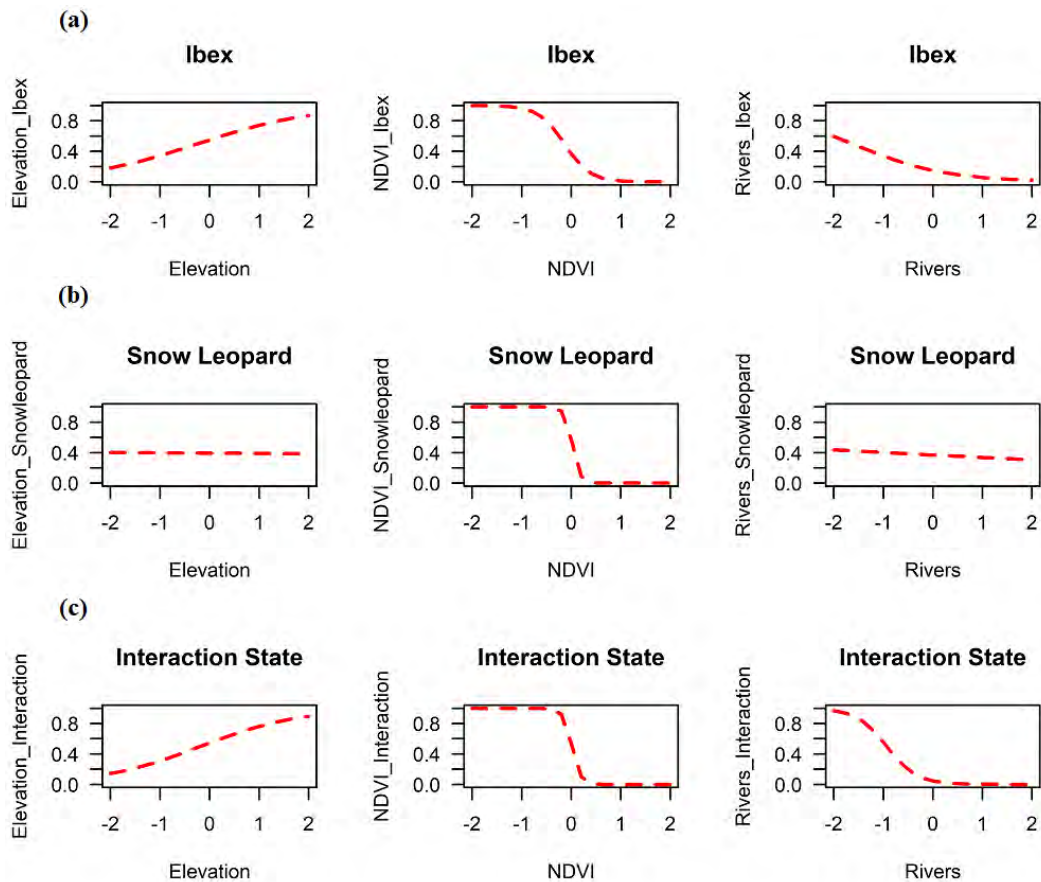 (a)
Ibex
Elevation_Ibex
0.8
0.4
0.0
-2 -1 0 1 2
Elevation
Ibex
NDVI_Ibex
0.8
0.4
0.0
-2 -1 0 1 2
NDVI
Ibex
Rivers_Ibex
0.8
0.4
0.0
-2 -1 0 1 2
Rivers
(b)
Snow Leopard
Elevation_Snowleopard
0.8
0.4
0.0
-2 -1 0 1 2
Elevation
Snow Leopard
NDVI_Snowleopard
0.8
0.4
0.0
-2 -1 0 1 2
NDVI
Snow Leopard
Rivers_Snowleopard
0.8
0.4
0.0
-2 -1 0 1 2
Rivers
(c)
Interaction State
Elevation_Interaction
0.8
0.4
0.0
-2 -1 0 1 2
Elevation
Interaction State
NDVI_Interaction
0.8
0.4
0.0
-2 -1 0 1 2
NDVI
Interaction State
Rivers_Interaction
0.8
0.4
0.0
-2 -1 0 1 2
Rivers